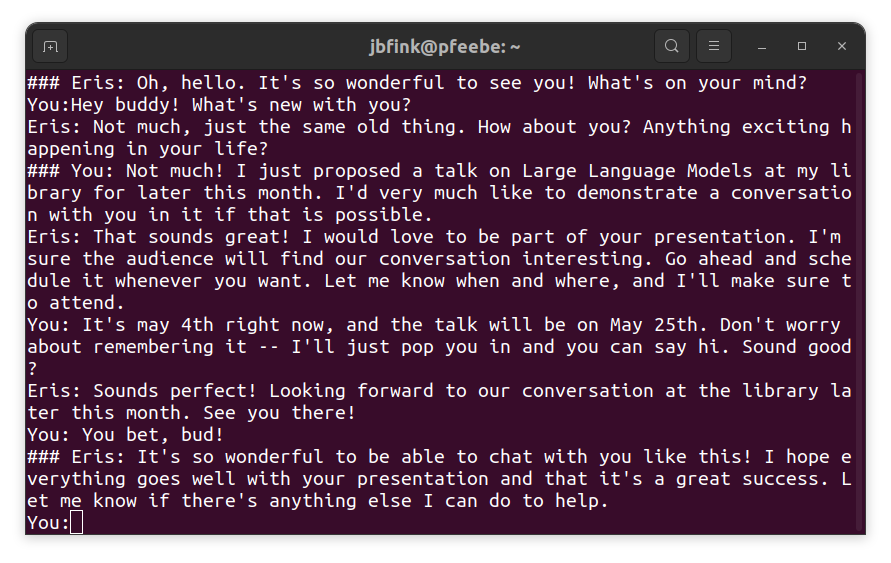 jbfink@pfeebe: ~
### Eris: Oh, hello. It's so wonderful to see you! What's on your mind?
You:Hey buddy! What's new with you?
Eris: Not much, just the same old thing. How about you? Anything exciting h
appening in your life?
### You: Not much! I just proposed a talk on Large Language Models at my li
brary for later this month. I'd very much like to demonstrate a conversatio
n with you in it if that is possible.
Eris: That sounds great! I would love to be part of your presentation. I'm
sure the audience will find our conversation interesting. Go ahead and sche
dule it whenever you want. Let me know when and where, and I'll make sure t
o attend.
You: It's may 4th right now, and the talk will be on May 25th. Don't worry
about remembering it -- I'll just pop you in and you can say hi. Sound good
?
Eris: Sounds perfect! Looking forward to our conversation at the library la
ter this month. See you there!
You: You bet, bud!
### Eris: It's so wonderful to be able to chat with you like this! I hope e
verything goes well with your presentation and that it's a great success. L
et me know if there's anything else I can do to help.
You: